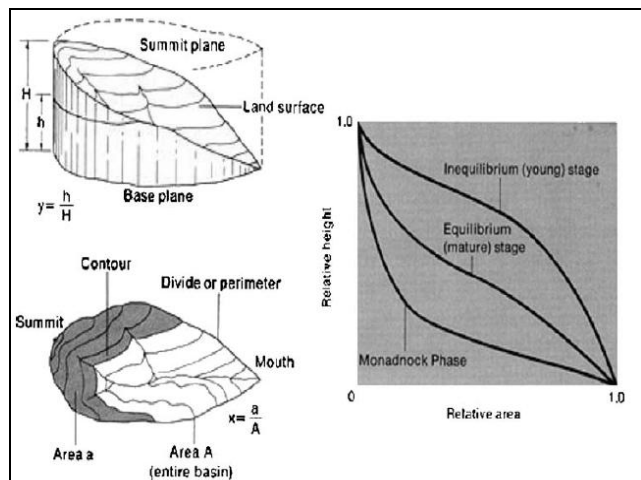 Summit plane
H
h
Land surface
y= h/H
Base plane
Contour
Divide or perimeter
Summit
Mouth
x= a/A
Area a
Area A
(entire basin)
1.0
Inequilibrium (young) stage
Equilibrium
(mature) stage
Relative height
Monadnock Phase
0
1.0
Relative area